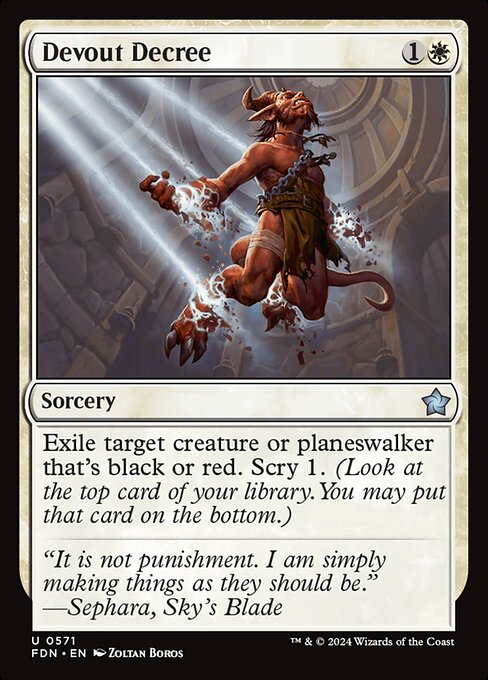 Devout Decree 1
Sorcery
Exile target creature or planeswalker
that's black or red. Scry 1. (Look at
the top card of your library. You may put
that card on the bottom.)
“It is not punishment. I am simply
making things as they should be.”
—Sephara, Sky's Blade
U 0571
FDN • EN Zoltan Boros
™ & © 2024 Wizards of the Coast